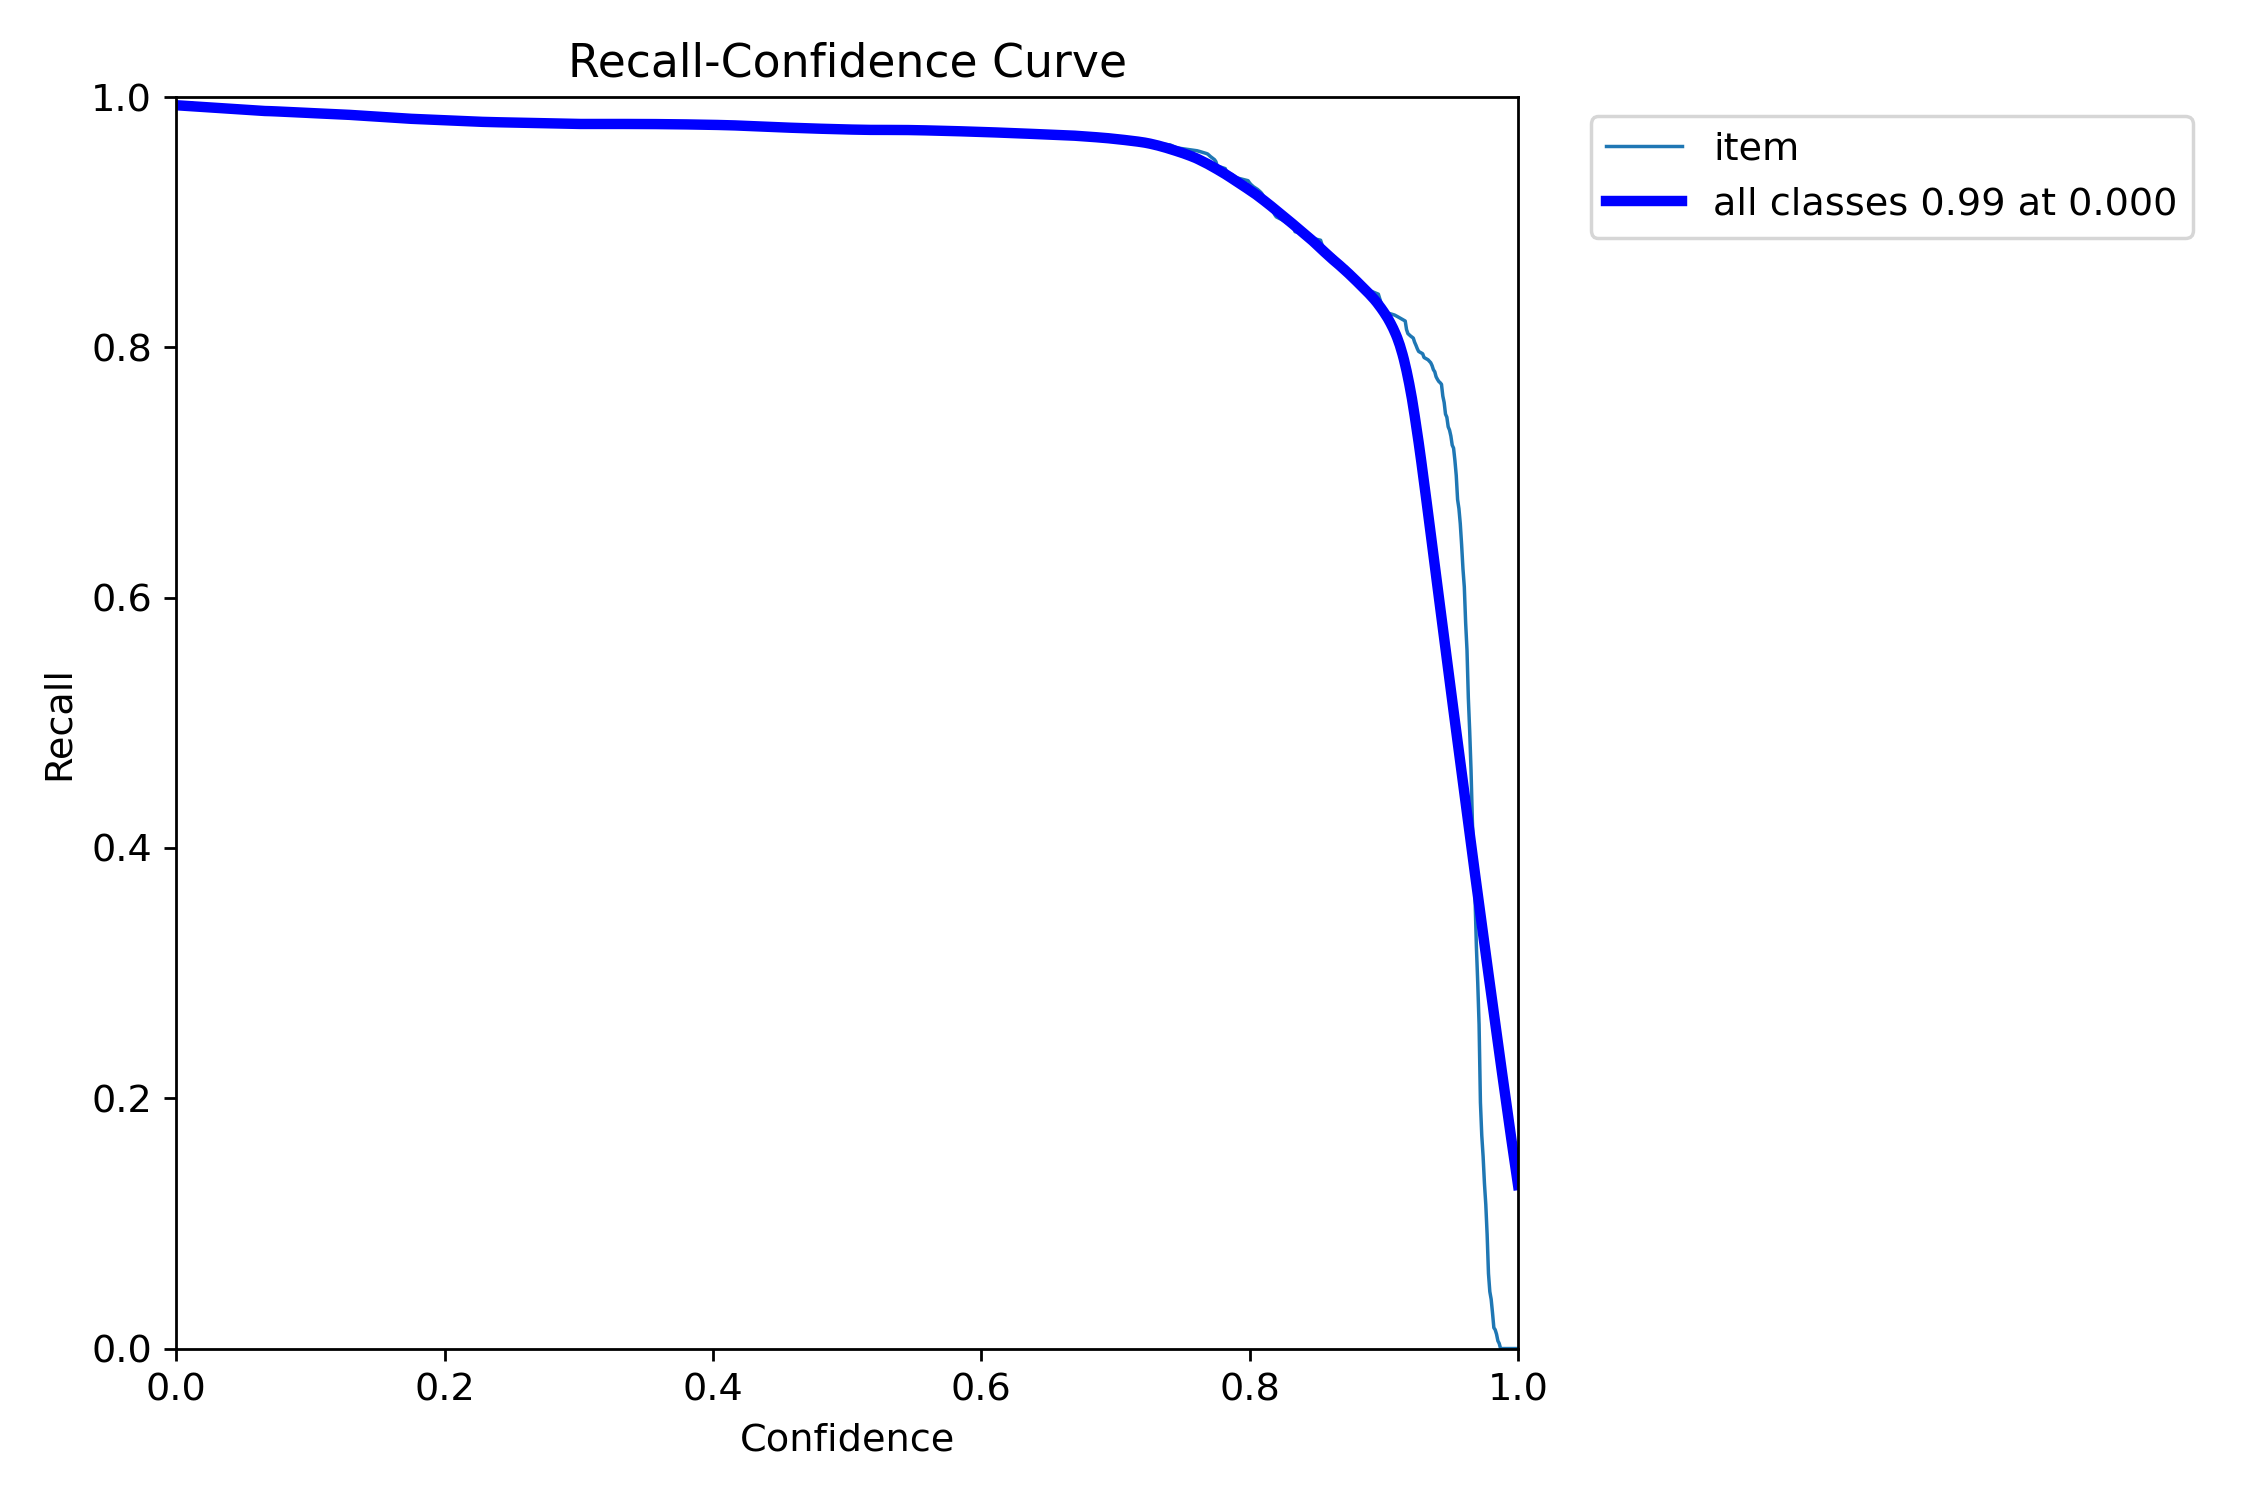 Recall-Confidence Curve
1.0
0.8
0.6
0.4
0.2
0.0
Recall
0.0 0.2 0.4 0.6 0.8 1.0
Confidence
item
all classes 0.99 at 0.000